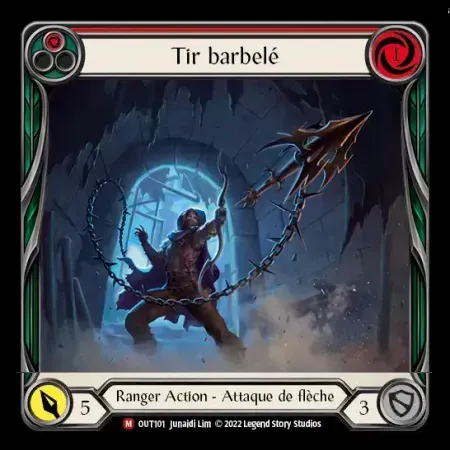 Tir barbelé
1
Ranger Action - Attaque de flèche
5
3
M OUT101 Junaidi Lim © 2022 Legend Story Studios